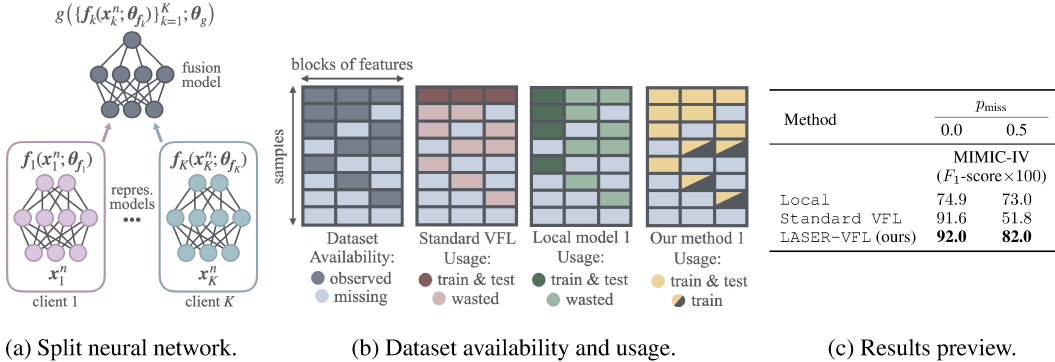 g({f_k(x_k^n; θ_{f_k})}_{k=1}^K; θ_g)
fusion
model
f_1(x_1^n; θ_{f_1})
f_K(x_K^n; θ_{f_K})
repres.
models
...
x_1^n
x_K^n
client 1
client K
(a) Split neural network.
blocks of features
samples
Dataset
Availability:
observed
missing
Standard VFL
Usage:
train & test
wasted
Local model 1
Usage:
train & test
wasted
Our method 1
Usage:
train & test
train
(b) Dataset availability and usage.
Method p_miss
0.0 0.5
MIMIC-IV
(F_1-score×100)
Local 74.9 73.0
Standard VFL 91.6 51.8
LASER-VFL (ours) 92.0 82.0
(c) Results preview.